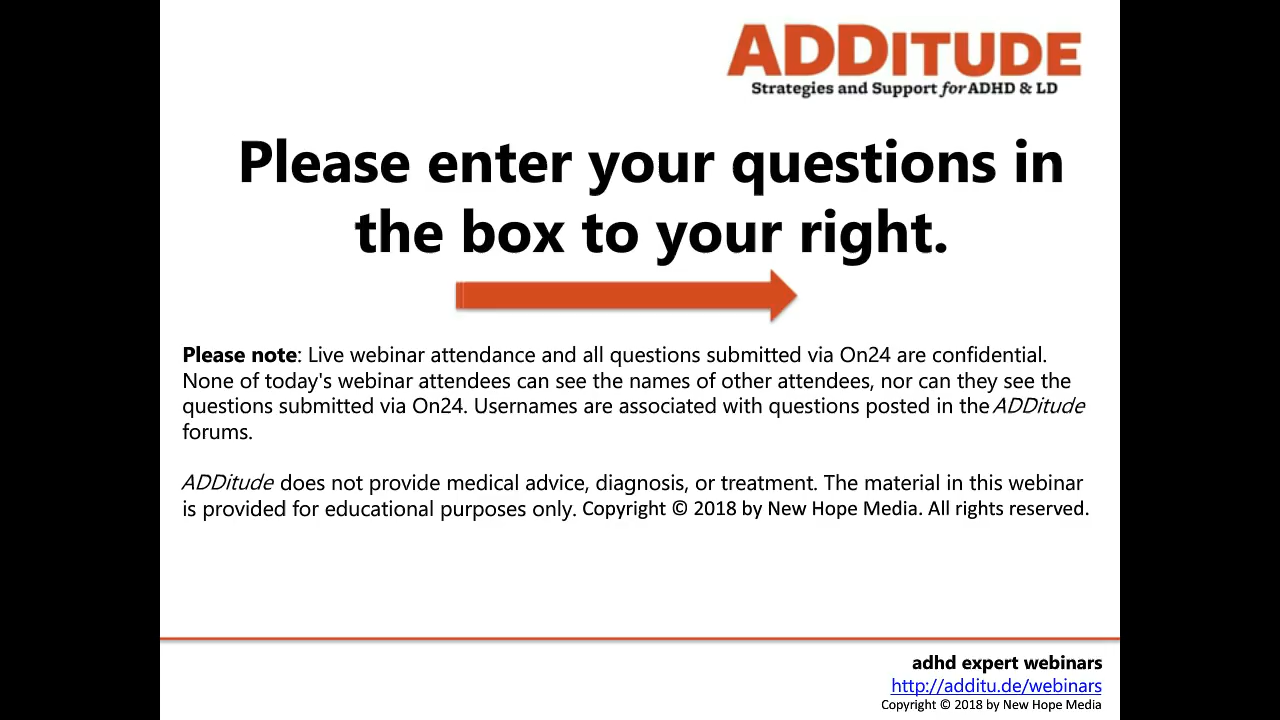 ADDITUDE
Strategies and Support for ADHD & LD
Please enter your questions in
the box to your right.
Please note: Live webinar attendance and all questions submitted via On24 are confidential.
None of today's webinar attendees can see the names of other attendees, nor can they see the
questions submitted via On24. Usernames are associated with questions posted in the ADDitude
forums.
ADDitude does not provide medical advice, diagnosis, or treatment. The material in this webinar
is provided for educational purposes only. Copyright © 2018 by New Hope Media. All rights reserved.
adhd expert webinars
http://additu.de/webinars
Copyright © 2018 by New Hope Media